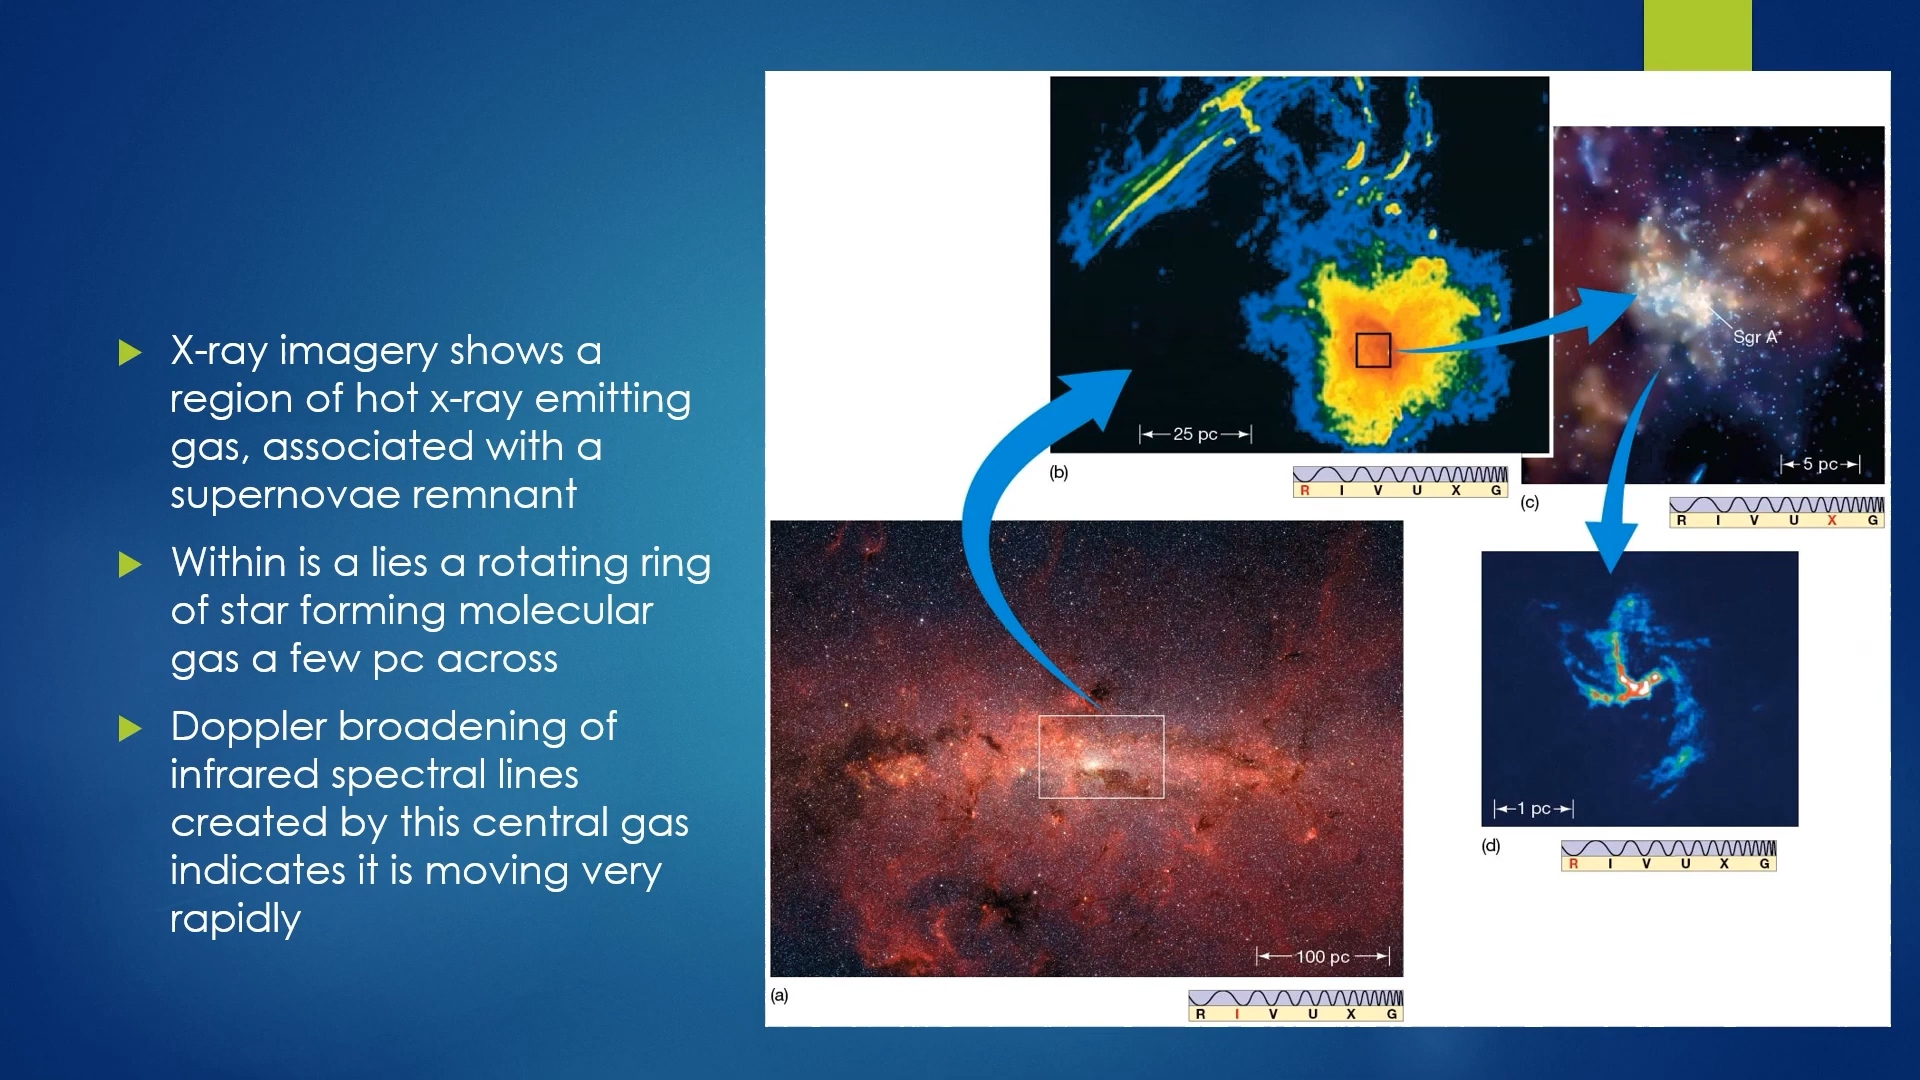 X-ray imagery shows a
region of hot x-ray emitting
gas, associated with a
supernovae remnant
Within is a lies a rotating ring
of star forming molecular
gas a few pc across
Doppler broadening of
infrared spectral lines
created by this central gas
indicates it is moving very
rapidly
25 pc
(b)
R I V U X G
Sgr A*
5 pc
(c)
R I V U X G
100 pc
(a)
R I V U X G
1 pc
(d)
R I V U X G